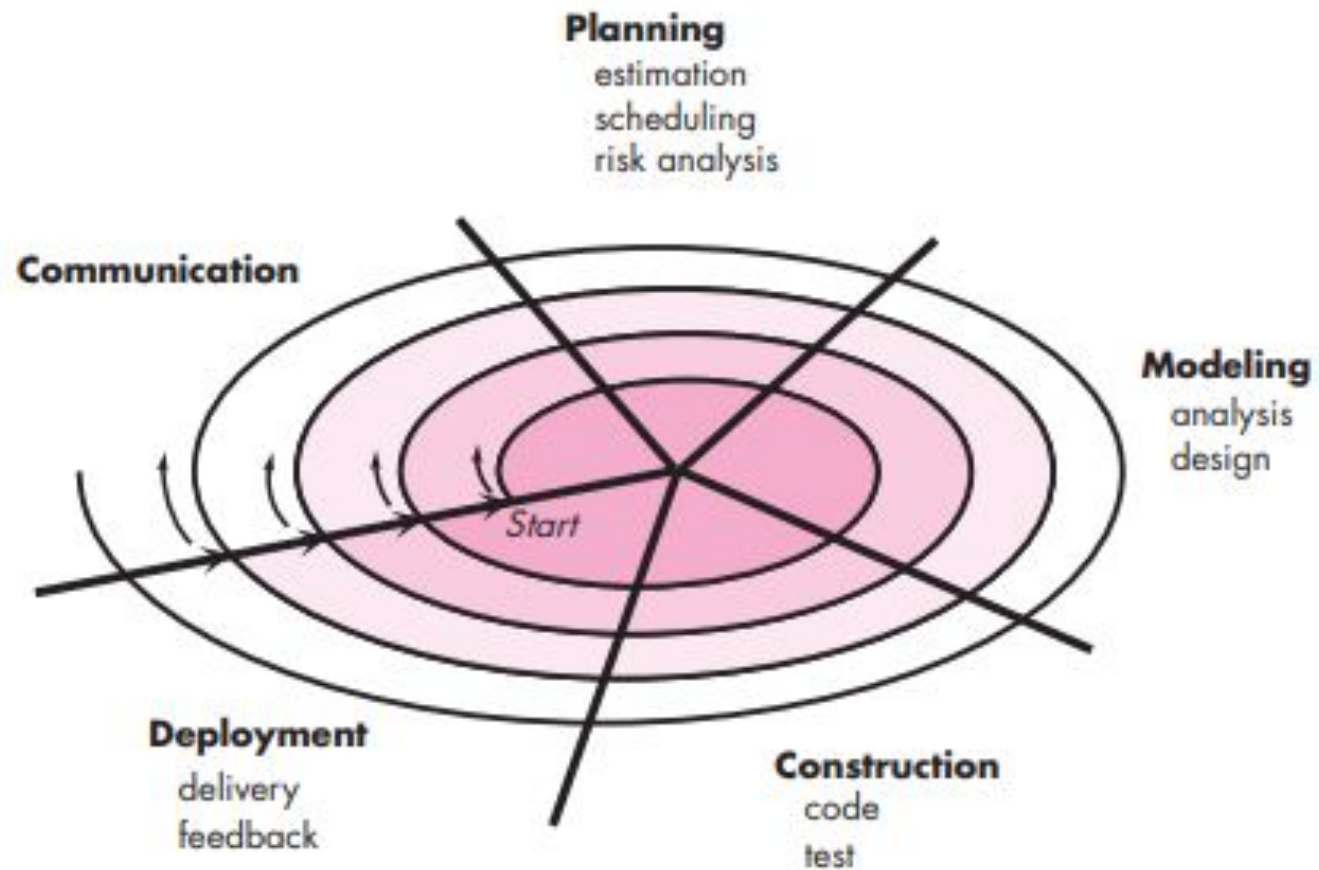 Planning
estimation
scheduling
risk analysis
Communication
Modeling
analysis
design
Start
Deployment
delivery
feedback
Construction
code
test